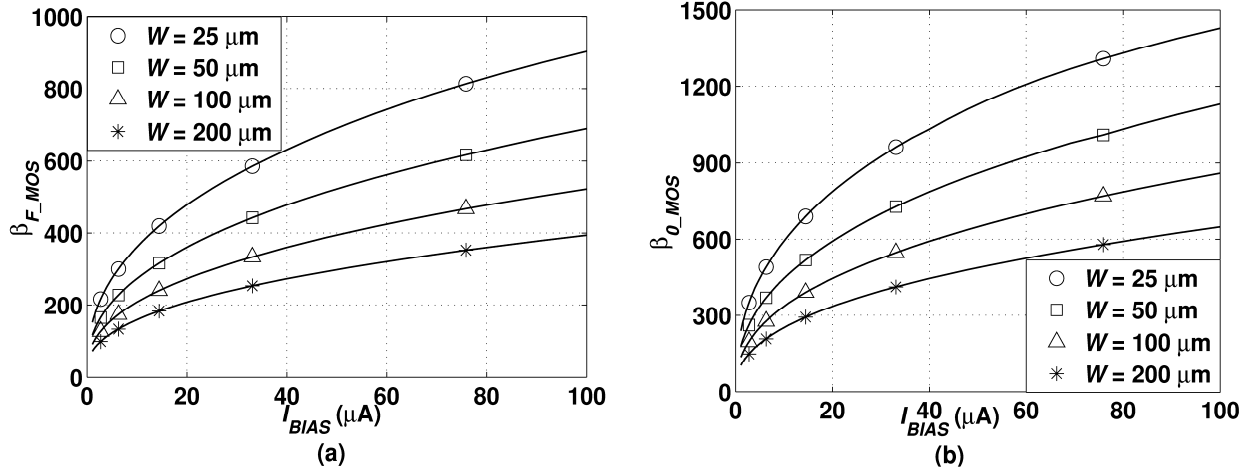 1000
800
600
400
200
0
β_F_MOS
W = 25 μm
W = 50 μm
W = 100 μm
W = 200 μm
0 20 40 60 80 100
I_BIAS (μA)
(a)
1500
1200
900
600
300
0
β_0_MOS
W = 25 μm
W = 50 μm
W = 100 μm
W = 200 μm
0 20 40 60 80 100
I_BIAS (μA)
(b)